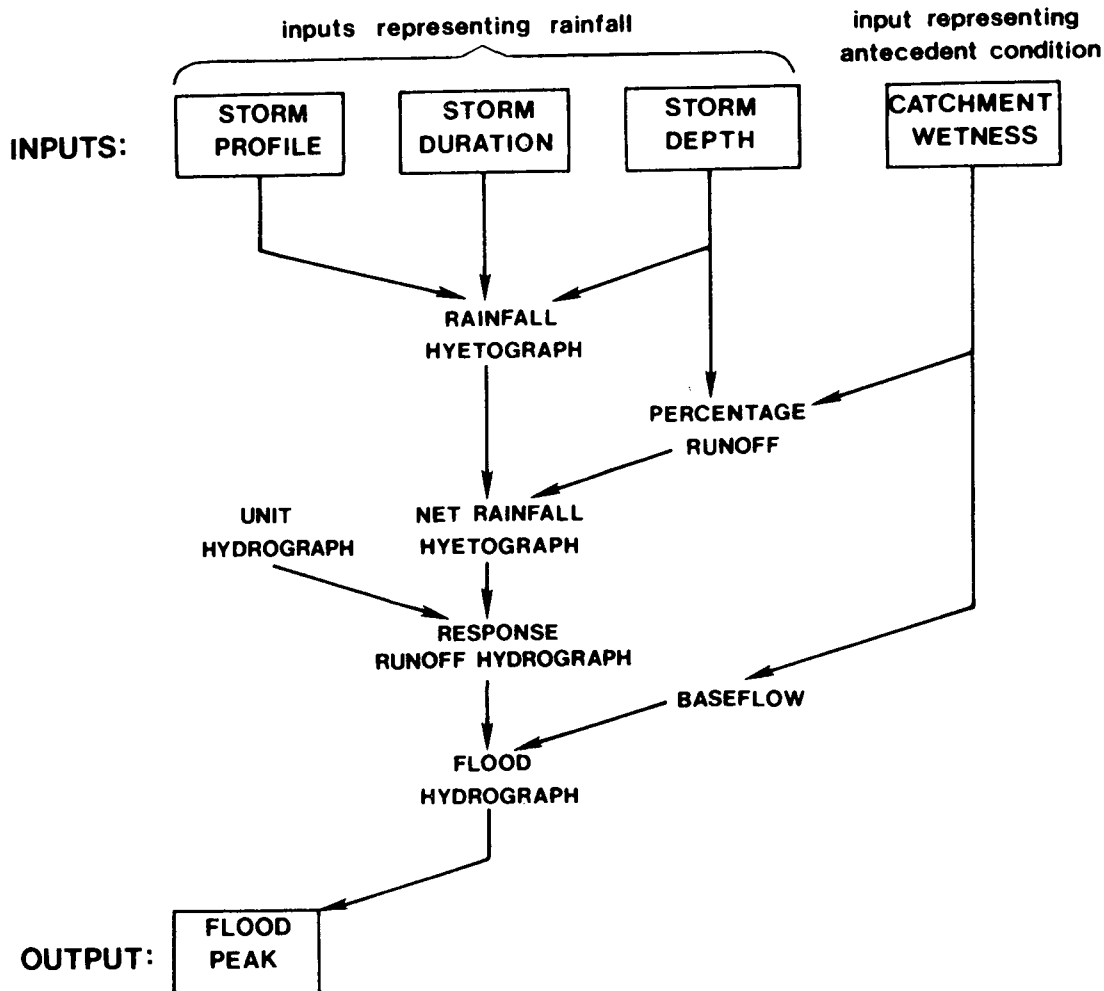 inputs representing rainfall
input representing
antecedent condition
INPUTS:
STORM
PROFILE
STORM
DURATION
STORM
DEPTH
CATCHMENT
WETNESS
RAINFALL
HYETOGRAPH
PERCENTAGE
RUNOFF
UNIT
HYDROGRAPH
NET RAINFALL
HYETOGRAPH
RESPONSE
RUNOFF HYDROGRAPH
BASEFLOW
FLOOD
HYDROGRAPH
OUTPUT:
FLOOD
PEAK